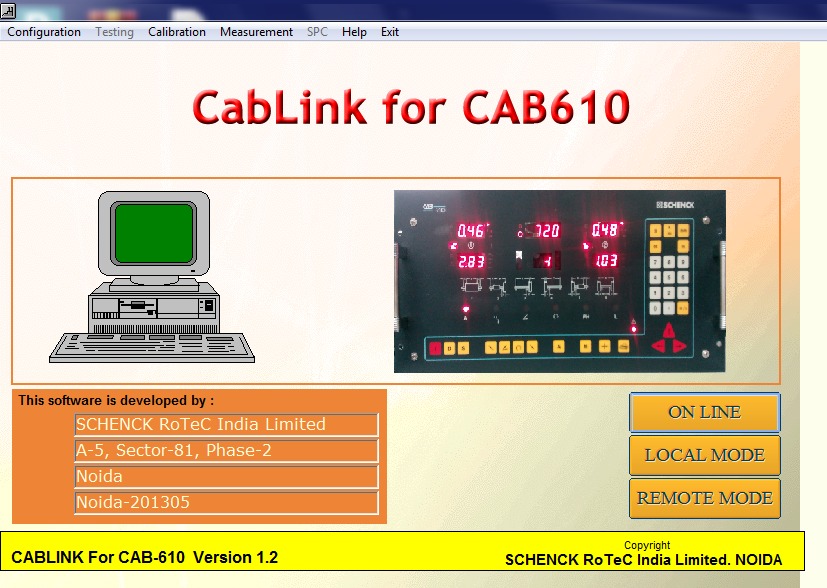 Configuration Testing Calibration Measurement SPC Help Exit
CabLink for CAB610
SCHENCK
0.46 720 0.48
2.83 4 1.03
This software is developed by :
SCHENCK RoTeC India Limited
A-5, Sector-81, Phase-2
Noida
Noida-201305
ON LINE
LOCAL MODE
REMOTE MODE
CABLINK For CAB-610 Version 1.2
Copyright
SCHENCK RoTeC India Limited. NOIDA